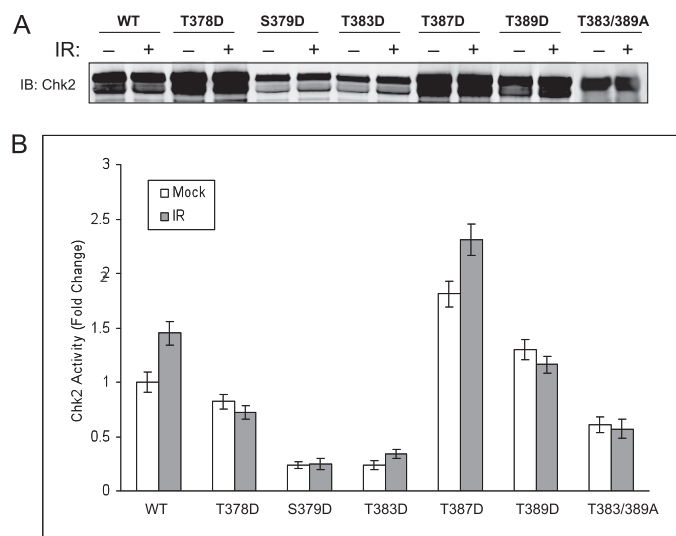 A
WT T378D S379D T383D T387D T389D T383/389A
IR: – + – + – + – + – + – + – +
IB: Chk2
B
3
2.5
2
1.5
1
0.5
0
Chk2 Activity (Fold Change)
Mock
IR
WT T378D S379D T383D T387D T389D T383/389A